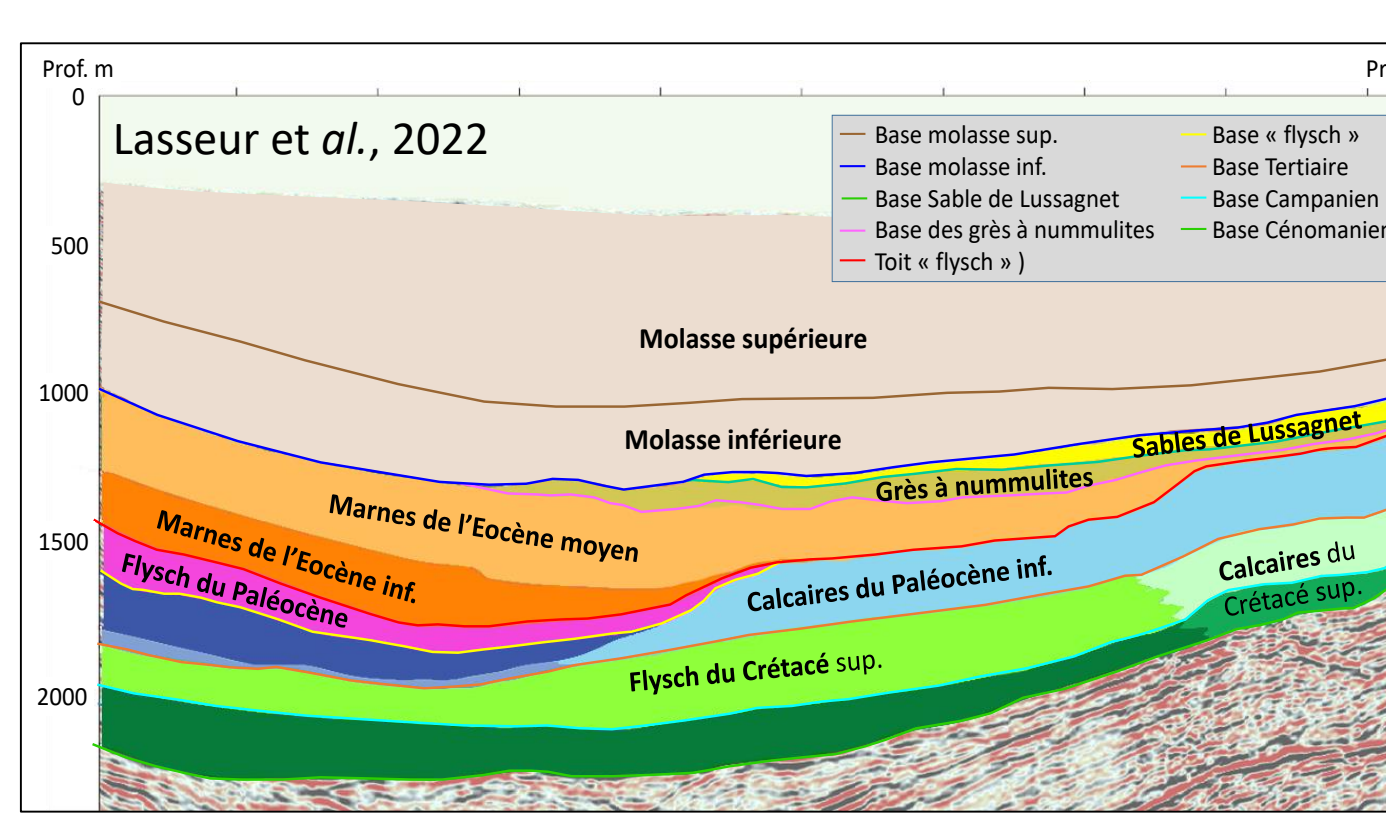 Prof. m
Pr
0
Lasseur et al., 2022
Base molasse sup.
Base « flysch »
Base molasse inf.
Base Tertiaire
Base Sable de Lussagnet
Base Campanien
Base des grès à nummulites
Base Cénomanien
Toit « flysch » )
500
Molasse supérieure
1000
Molasse inférieure
Sables de Lussagnet
Grès à nummulites
Marnes de l’Eocène moyen
1500
Marnes de l’Eocène inf.
Flysch du Paléocène
Calcaires du Paléocène inf.
Calcaires du
Crétacé sup.
Flysch du Crétacé sup.
2000